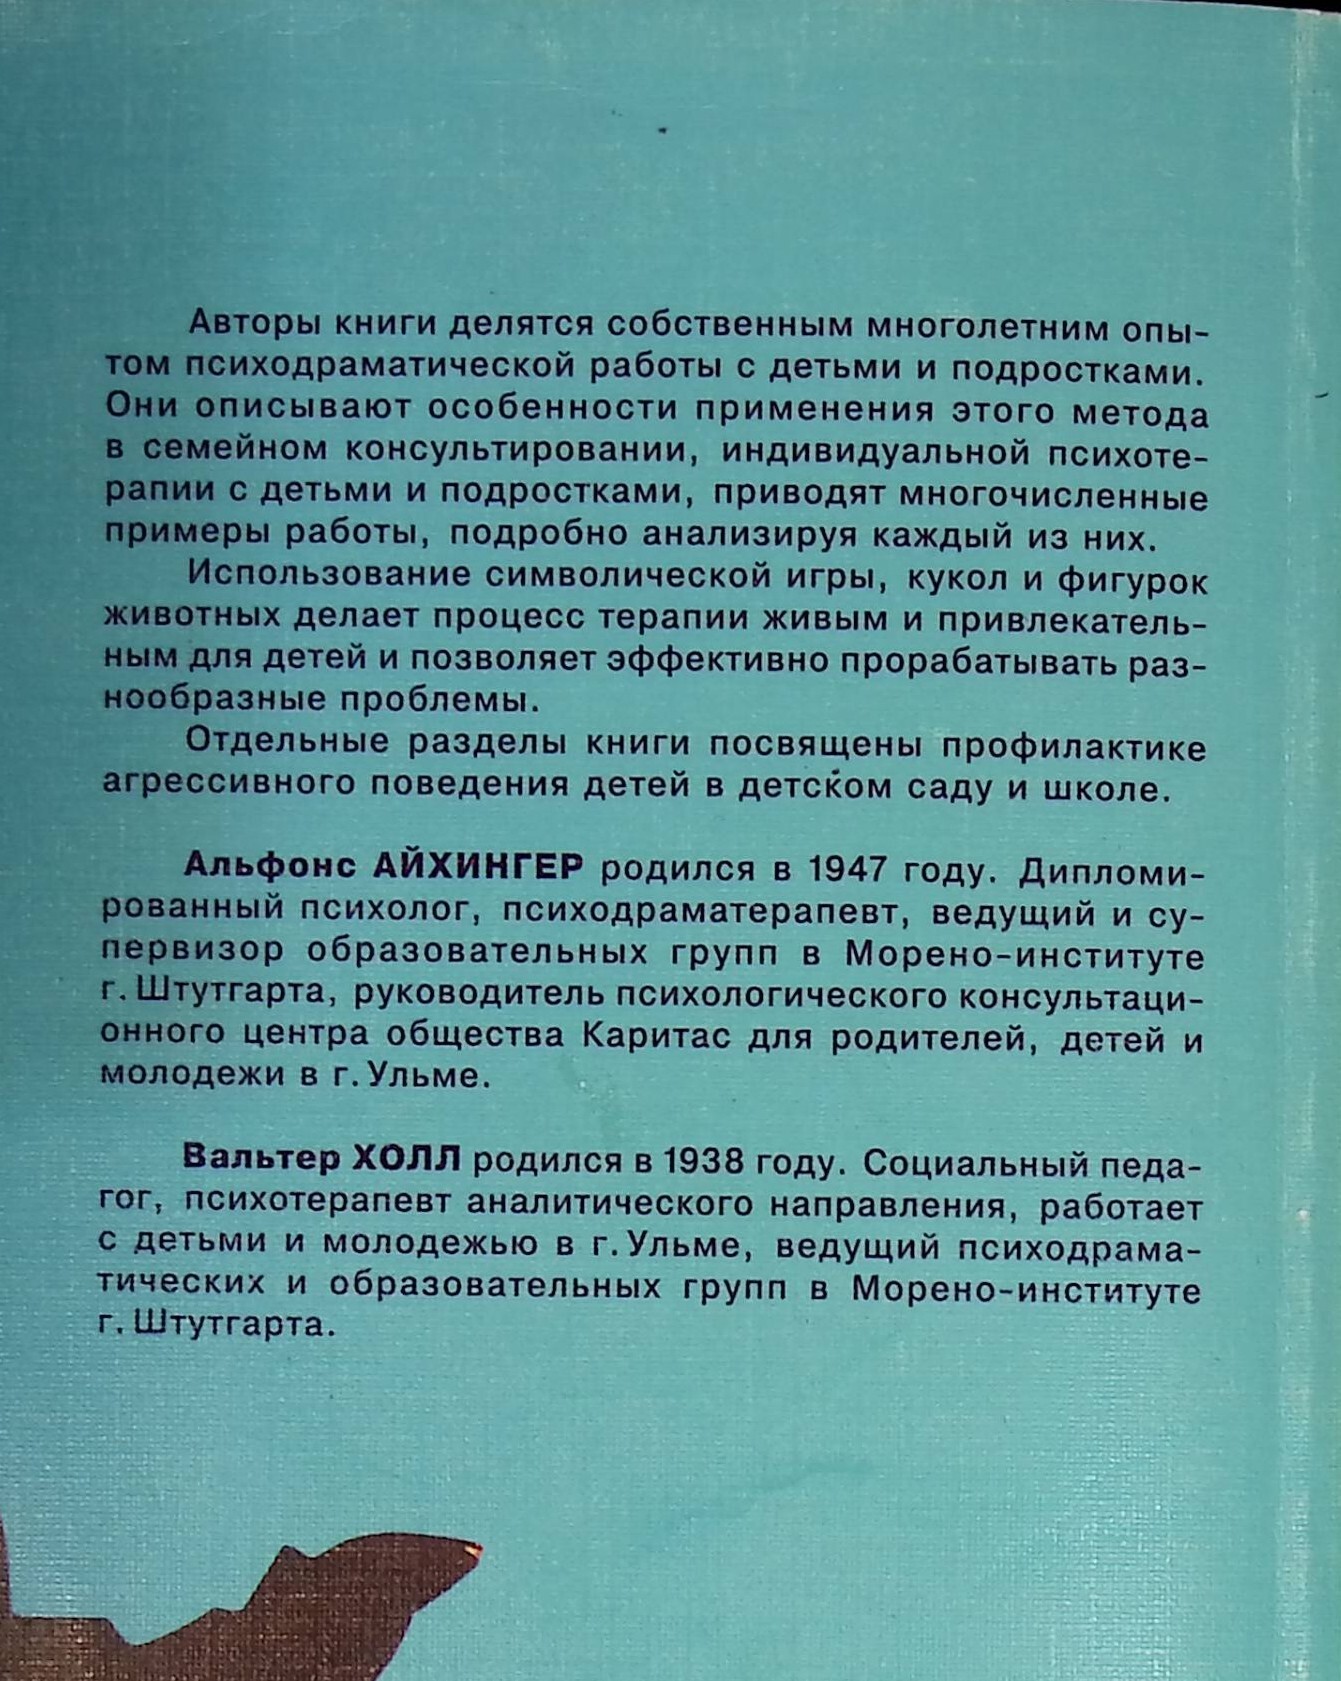 Авторы книги делятся собственным многолетним опы-
том психодраматической работы с детьми и подростками.
Они описывают особенности применения этого метода
в семейном консультировании, индивидуальной психоте-
рапии с детьми и подростками, приводят многочисленные
примеры работы, подробно анализируя каждый из них.
Использование символической игры, кукол и фигурок
животных делает процесс терапии живым и привлекатель-
ным для детей и позволяет эффективно прорабатывать раз-
нообразные проблемы.
Отдельные разделы книги посвящены профилактике
агрессивного поведения детей в детском саду и школе.
Альфонс АЙХИНГЕР родился в 1947 году. Дипломи-
рованный психолог, психодраматерапевт, ведущий и су-
первизор образовательных групп в Морено-институте
г. Штутгарта, руководитель психологического консультаци-
онного центра общества Каритас для родителей, детей и
молодежи в г. Ульме.
Вальтер ХОЛЛ родился в 1938 году. Социальный педа-
гог, психотерапевт аналитического направления, работает
с детьми и молодежью в г. Ульме, ведущий психодрама-
тических и образовательных групп в Морено-институте
г. Штутгарта.